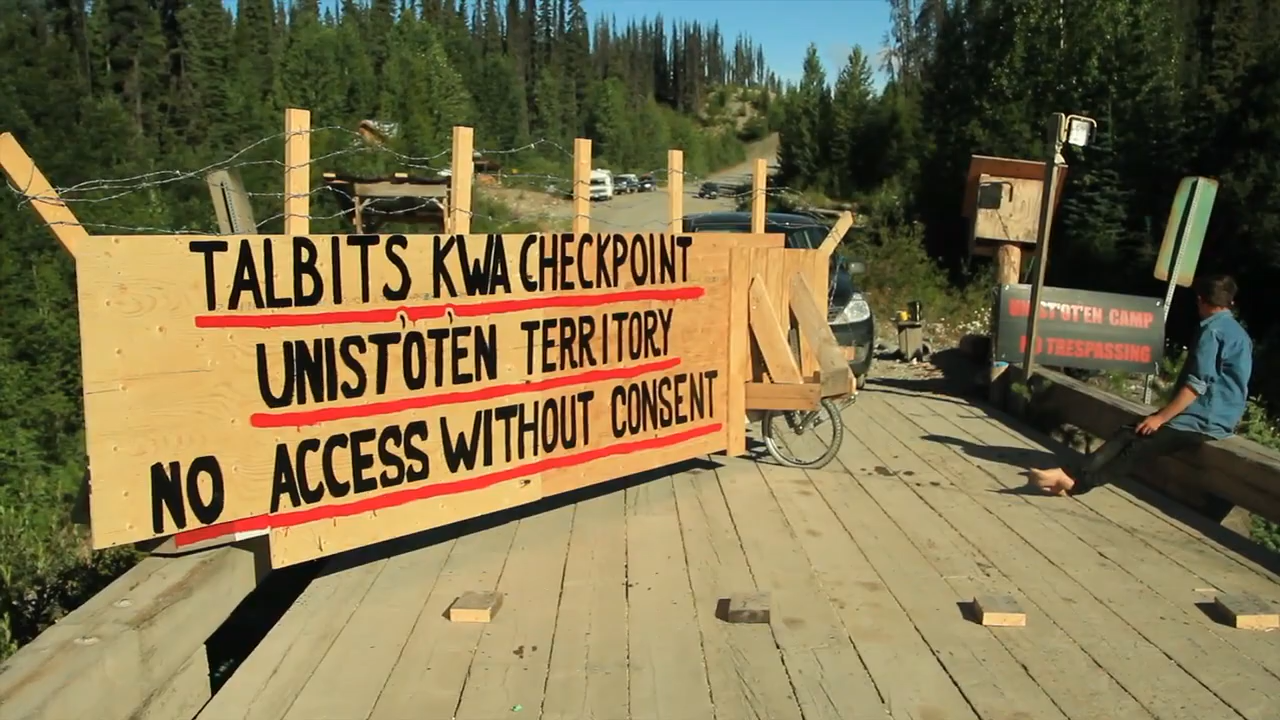 TALBITS KWA CHECKPOINT
UNIST'OT'EN TERRITORY
NO ACCESS WITHOUT CONSENT
UNIST'OT'EN CAMP
NO TRESPASSING